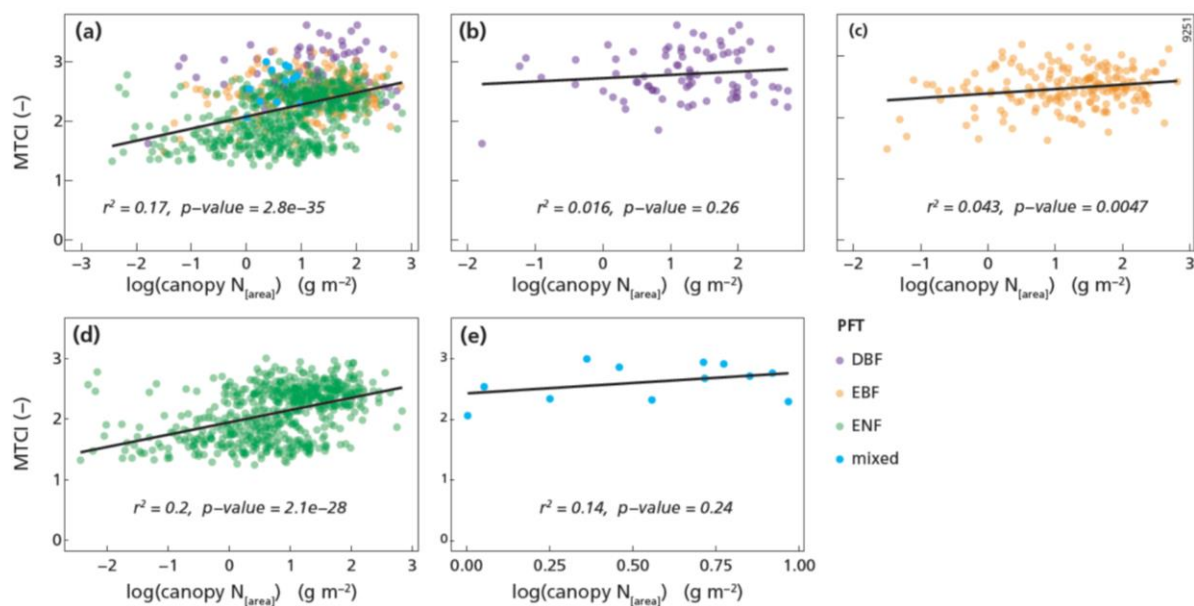 (a)
MTCI (–)
3
2
1
0
r² = 0.17, p–value = 2.8e–35
−3 −2 −1 0 1 2 3
log(canopy N[area]) (g m⁻²)
(b)
r² = 0.016, p–value = 0.26
−2 −1 0 1 2
log(canopy N[area]) (g m⁻²)
(c)
9251
r² = 0.043, p–value = 0.0047
−2 −1 0 1 2 3
log(canopy N[area]) (g m⁻²)
(d)
MTCI (–)
3
2
1
0
r² = 0.2, p–value = 2.1e–28
−2 −1 0 1 2 3
log(canopy N[area]) (g m⁻²)
(e)
3
2
1
0
r² = 0.14, p–value = 0.24
0.00 0.25 0.50 0.75 1.00
log(canopy N[area]) (g m⁻²)
PFT
DBF
EBF
ENF
mixed